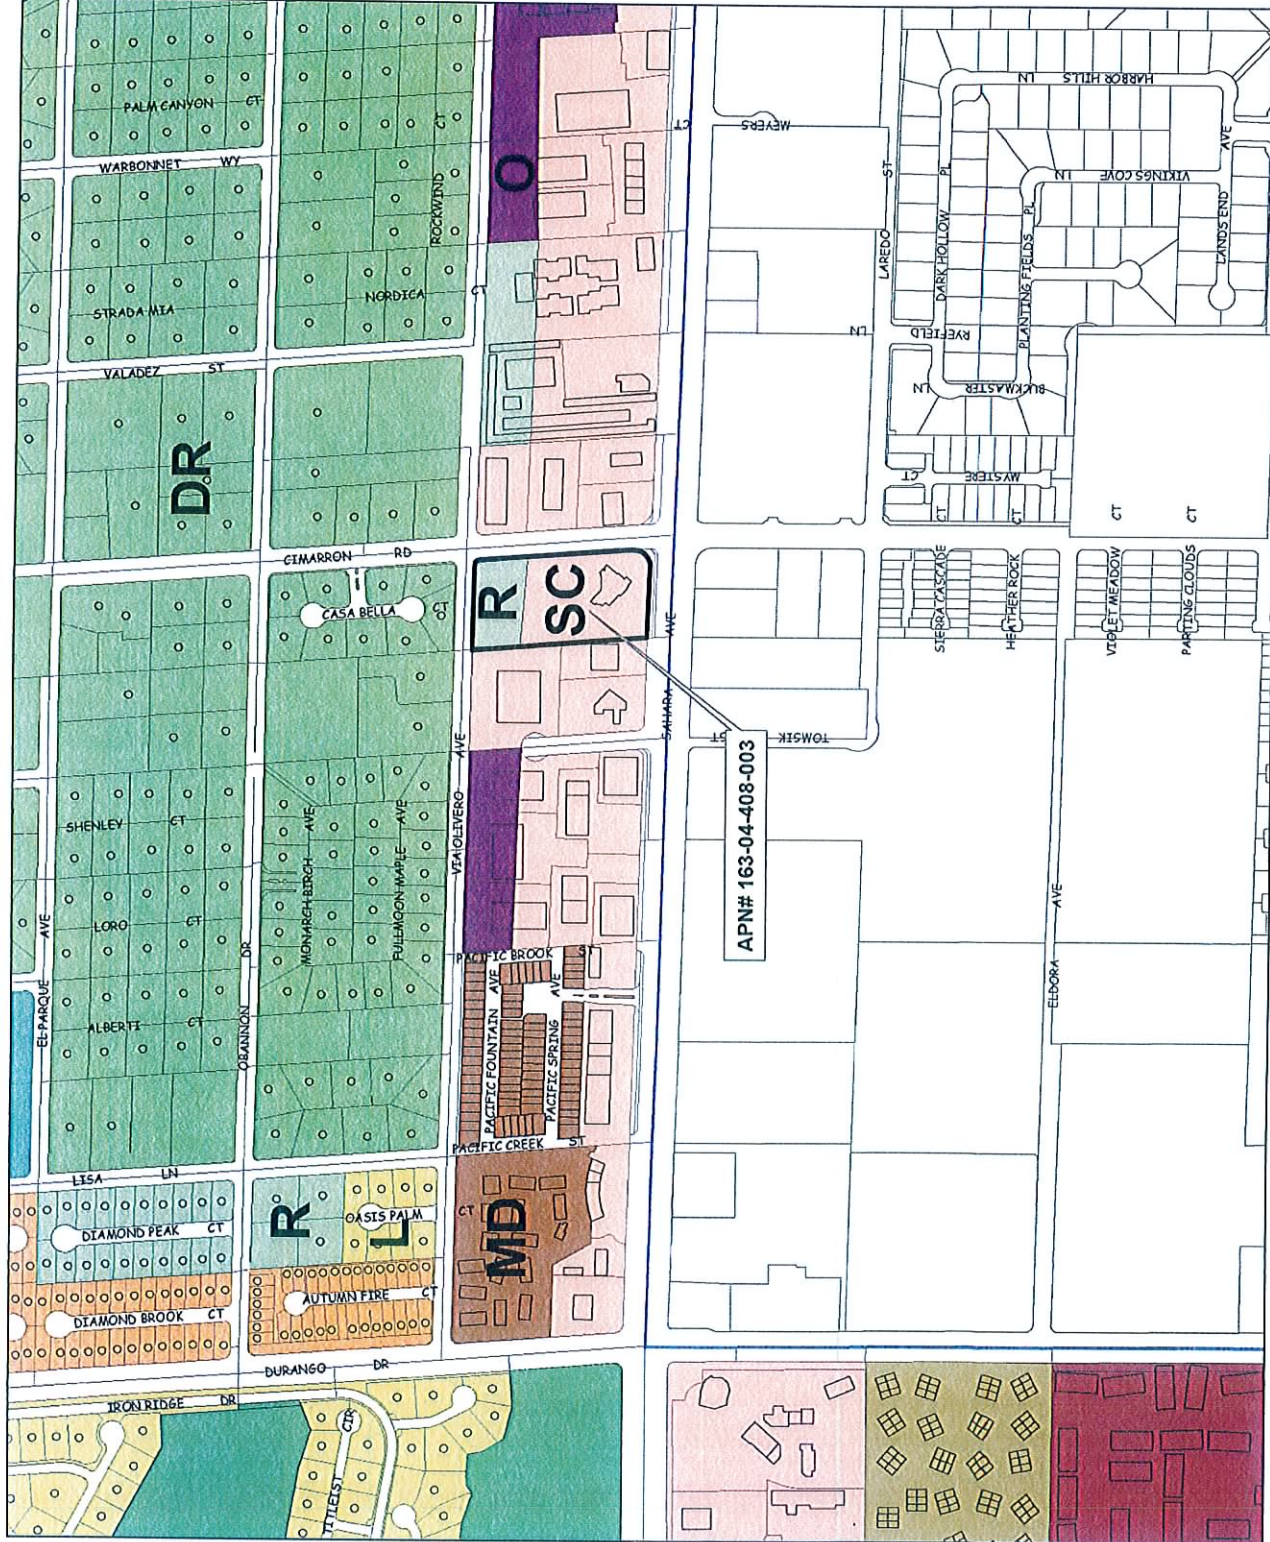 PALM CANYON CT
WARBONNET WY
ROCKWIND CT
O
CT
MEYERS
LN HARBOR HILLS
LAREDO ST
DARK HOLLOW PL
PLANTING FIELDS PL
LN VIKINGS COVE
AVE
LANDS END
STRADA MIA
NORDICA CT
VALADEZ ST
LN
RYEFIELD
LN BUCKMASTER
DR
CT MYSTERE
CIMARRON RD
CASA BELLA CT
R
SC
SIERRA CASCADE CT
HEATHER ROCK CT
VIOLET MEADOW CT
PARTING CLOUDS CT
SAHARA AVE
ST TOMSIK
APN# 163-04-408-003
SHENLEY CT
MONARCH BIRCH AVE
FULLMOON MAPLE AVE
VIA OLIVERO AVE
LORO CT
EL PARQUE AVE
ALBERTI CT
OBANNON DR
PACIFIC BROOK ST
PACIFIC FOUNTAIN AVE
PACIFIC SPRING AVE
ELDORA AVE
PACIFIC CREEK ST
LISA LN
DIAMOND PEAK CT
R
OASIS PALM CT
L
MD
DIAMOND BROOK CT
AUTUMN FIRE CT
DURANGO DR
IRON RIDGE DR
TITLEIST CIR